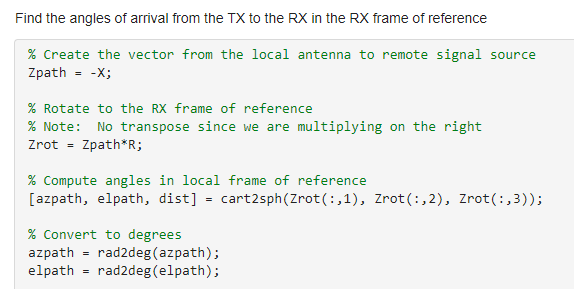 Find the angles of arrival from the TX to the RX in the RX frame of reference
% Create the vector from the local antenna to remote signal source
Zpath = -X;
% Rotate to the RX frame of reference
% Note:  No transpose since we are multiplying on the right
Zrot = Zpath*R;
% Compute angles in local frame of reference
[azpath, elpath, dist] = cart2sph(Zrot(:,1), Zrot(:,2), Zrot(:,3));
% Convert to degrees
azpath = rad2deg(azpath);
elpath = rad2deg(elpath);